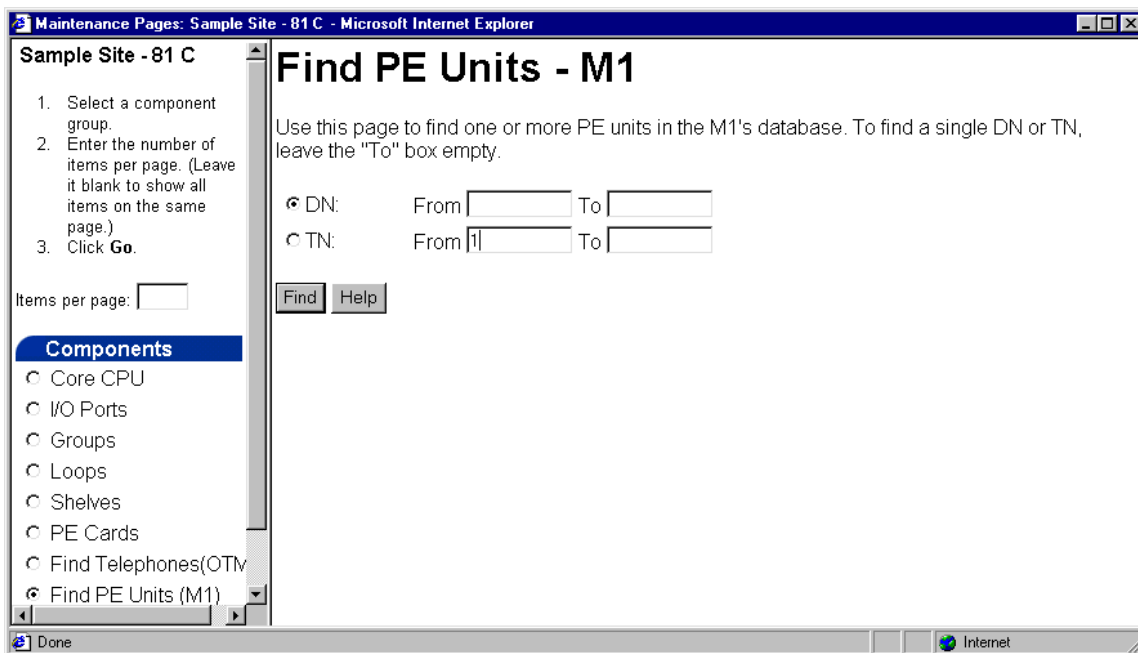 Maintenance Pages: Sample Site - 81 C - Microsoft Internet Explorer
Sample Site - 81 C
1. Select a component
group.
2. Enter the number of
items per page. (Leave
it blank to show all
items on the same
page.)
3. Click Go.
Items per page:
Components
Core CPU
I/O Ports
Groups
Loops
Shelves
PE Cards
Find Telephones(OTM
Find PE Units (M1)
Find PE Units - M1
Use this page to find one or more PE units in the M1's database. To find a single DN or TN,
leave the "To" box empty.
DN: From To
TN: From 1 To
Find Help
Done Internet